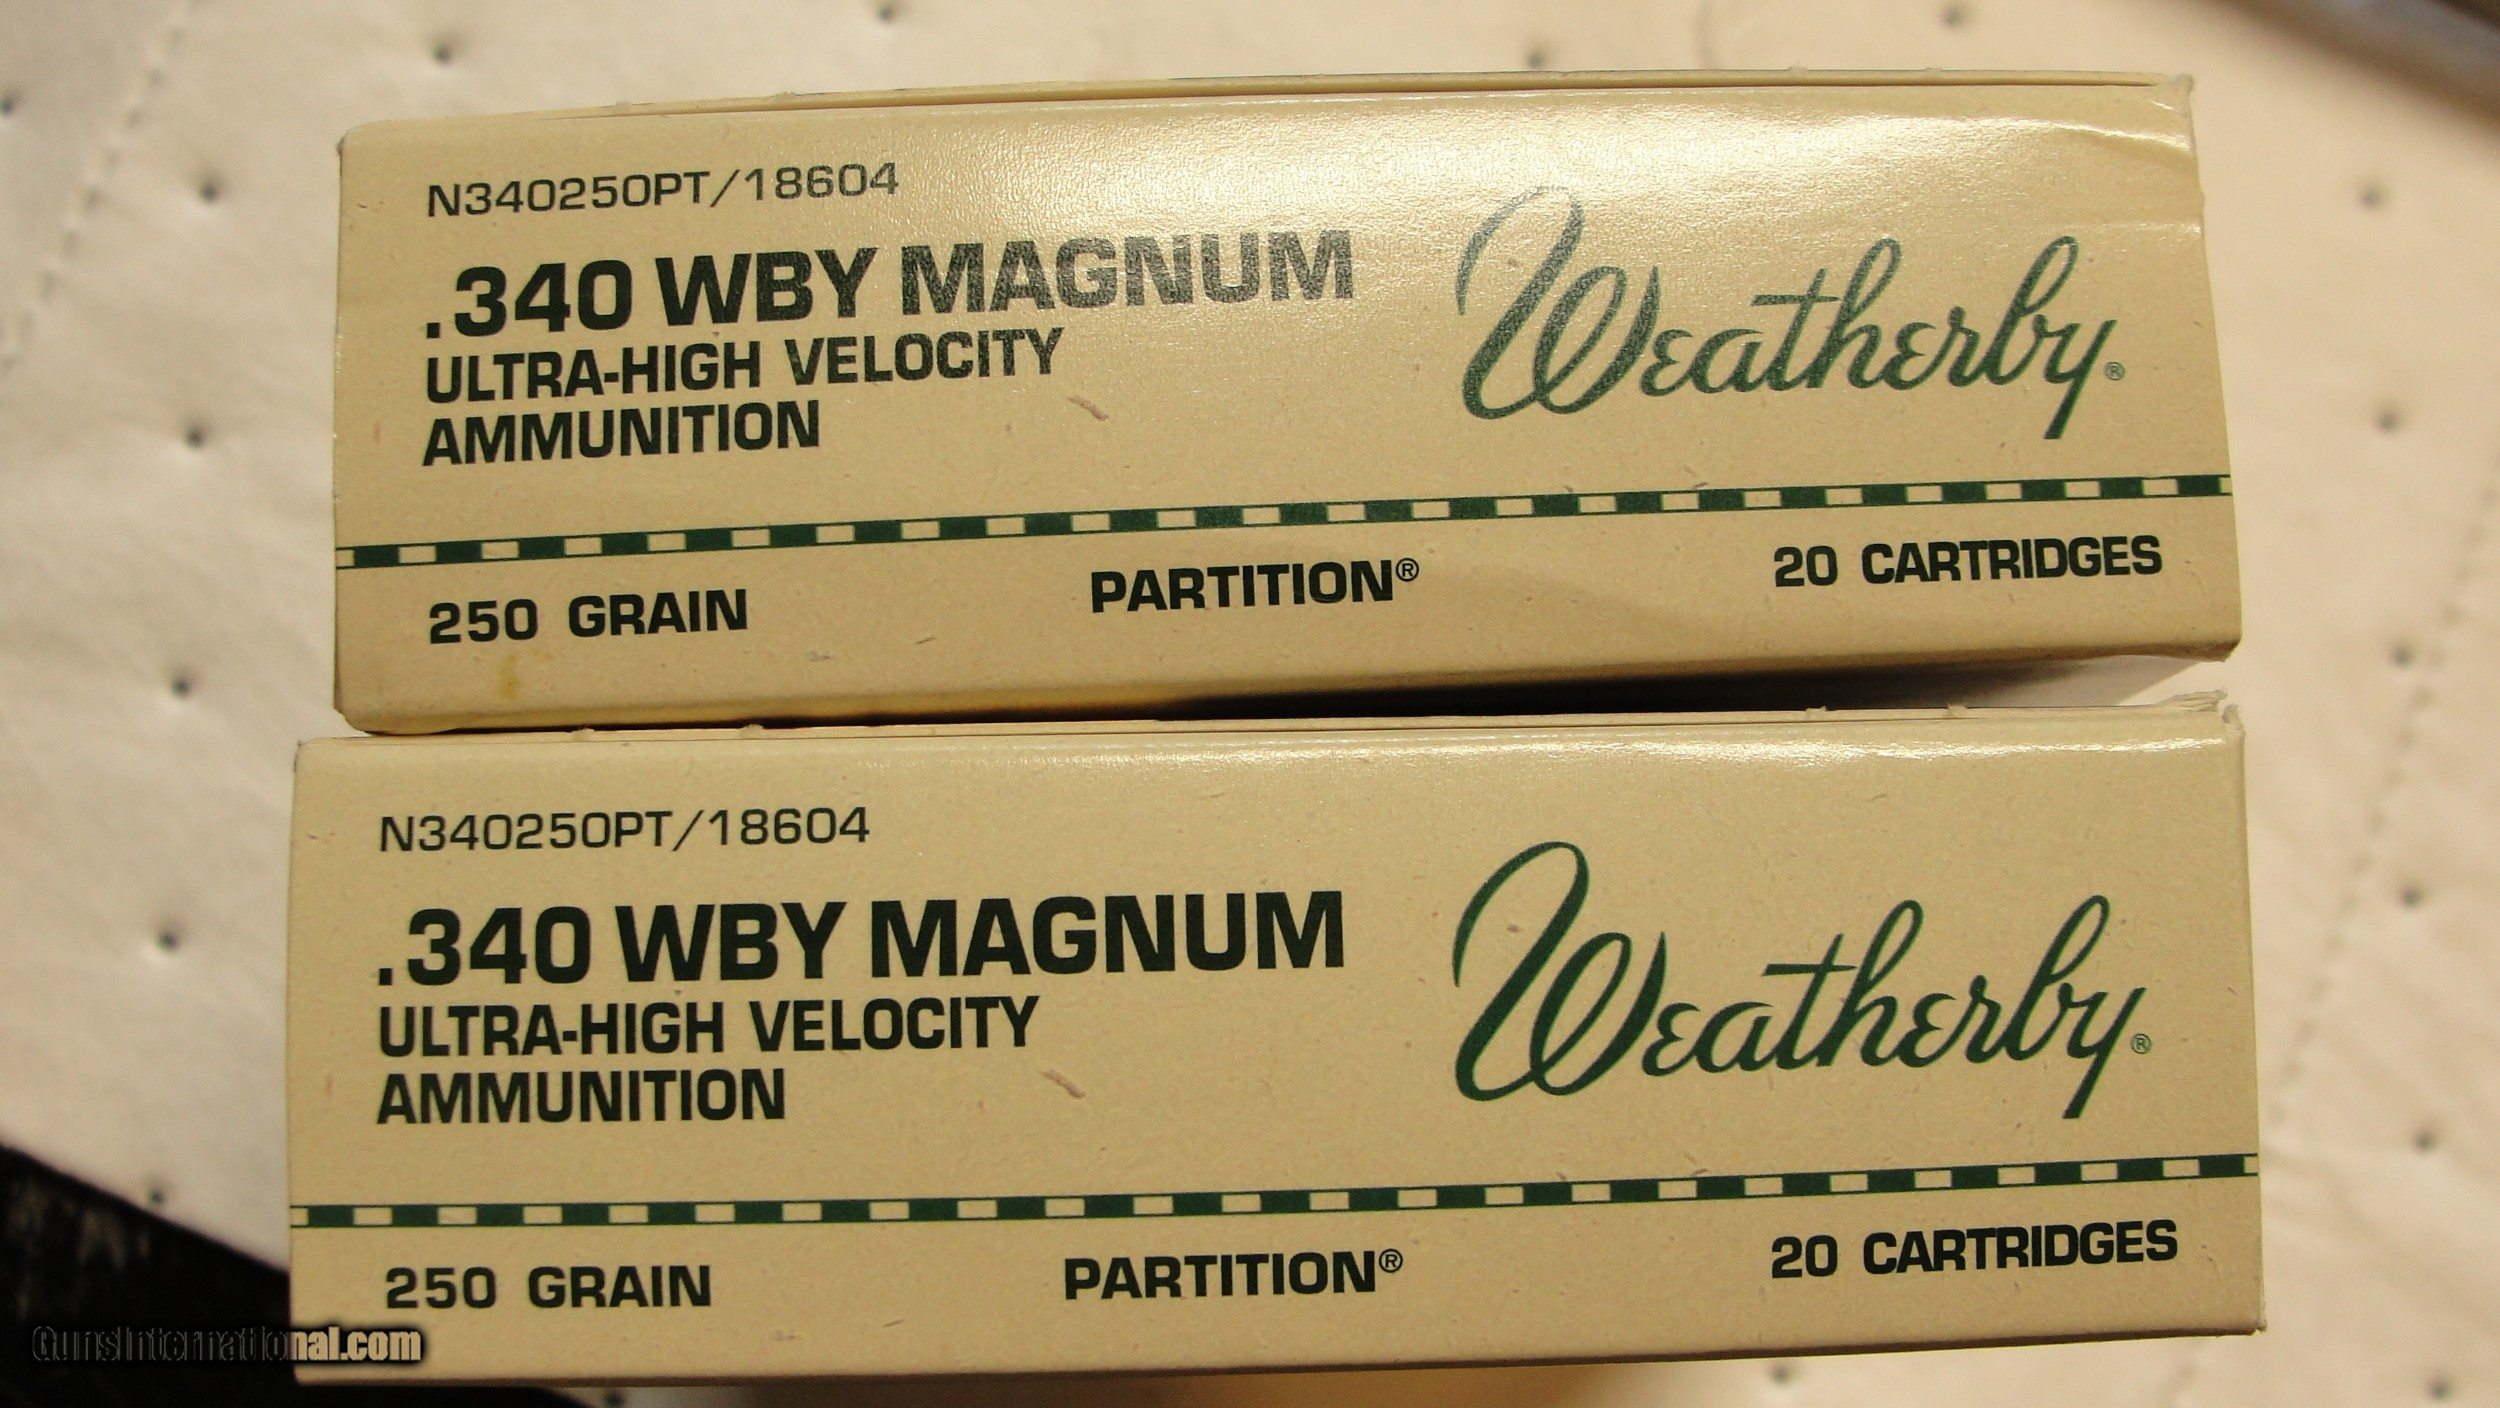 N340250PT/18604
.340 WBY MAGNUM
ULTRA-HIGH VELOCITY
AMMUNITION
Weatherby®
250 GRAIN PARTITION® 20 CARTRIDGES
N340250PT/18604
.340 WBY MAGNUM
ULTRA-HIGH VELOCITY
AMMUNITION
Weatherby®
250 GRAIN PARTITION® 20 CARTRIDGES
GunsInternational.com